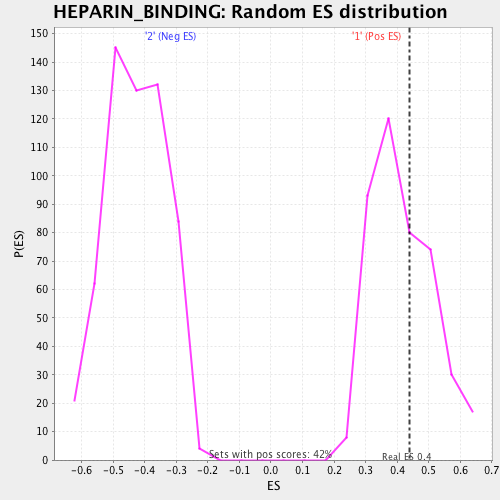 HEPARIN_BINDING: Random ES distribution
'2' (Neg ES)
'1' (Pos ES)
150
140
130
120
110
100
90
80
70
60
50
40
30
20
10
0
P(ES)
Sets with pos scores: 42%
Real ES 0.4
-0.6 -0.5 -0.4 -0.3 -0.2 -0.1 0.0 0.1 0.2 0.3 0.4 0.5 0.6 0.7
ES